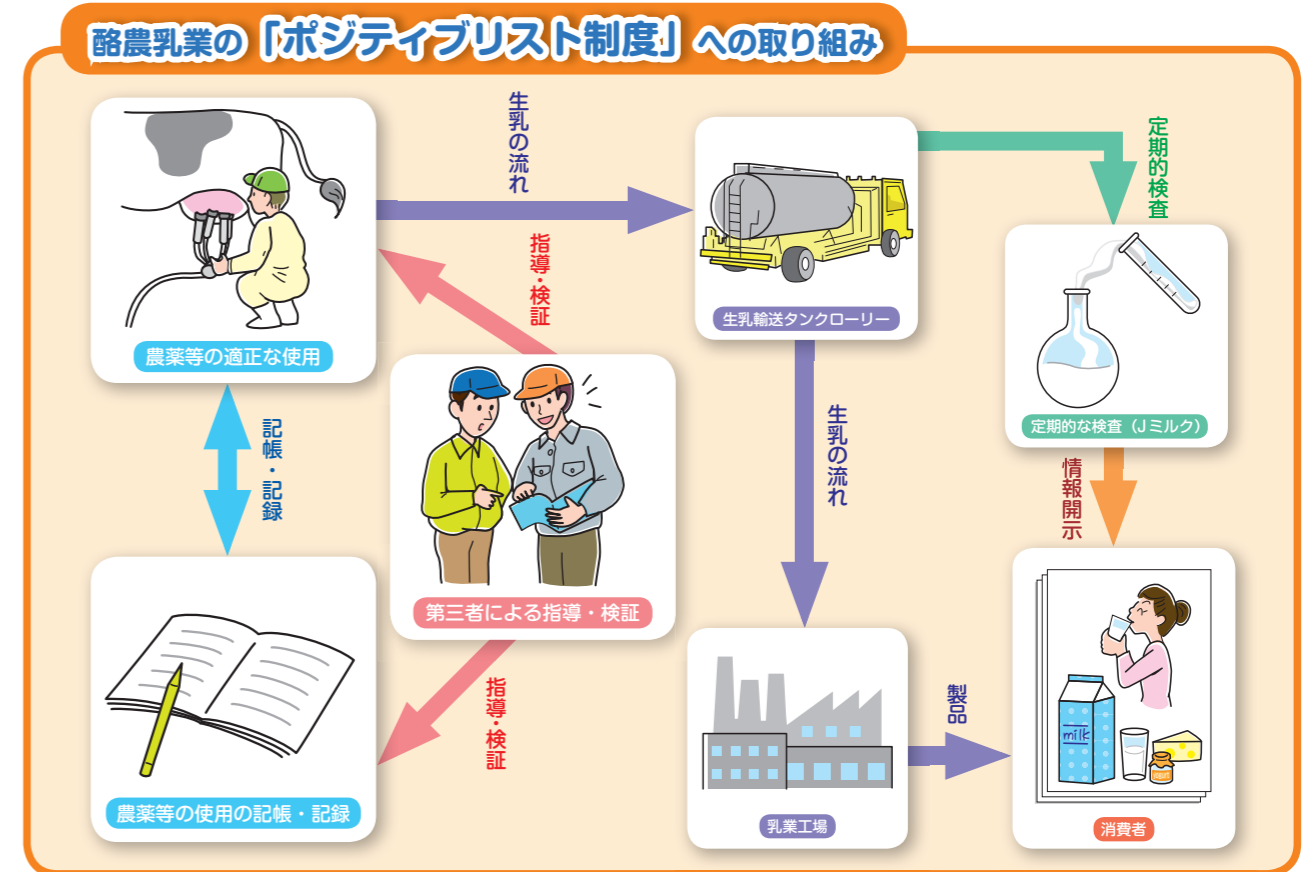 酪農乳業の「ポジティブリスト制度」への取り組み
生乳の流れ
定期的検査
指導・検証
生乳輸送タンクローリー
農薬等の適正な使用
記帳・記録
生乳の流れ
定期的な検査(Jミルク)
情報開示
第三者による指導・検証
指導・検証
製品
milk
農薬等の使用の記帳・記録
乳業工場
消費者